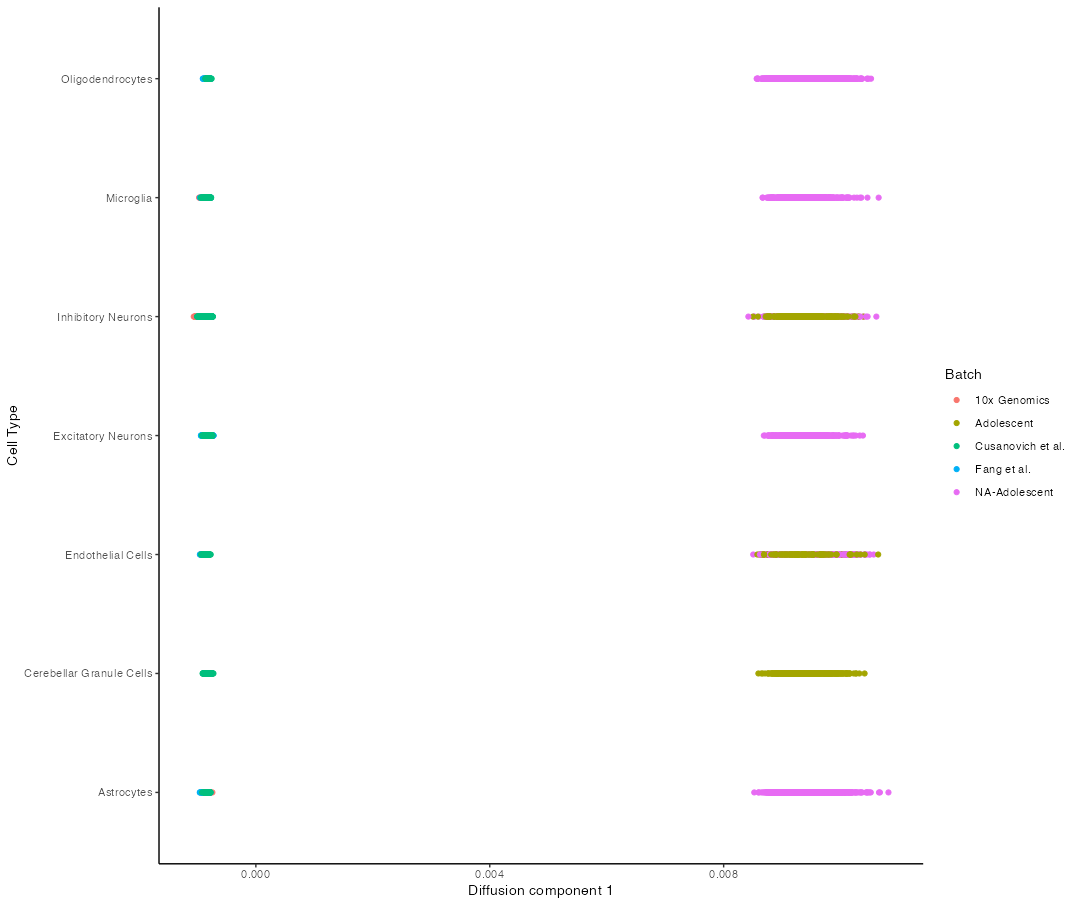 Oligodendrocytes
Microglia
Inhibitory Neurons
Excitatory Neurons
Endothelial Cells
Cerebellar Granule Cells
Astrocytes
Cell Type
0.000
0.004
0.008
Diffusion component 1
Batch
10x Genomics
Adolescent
Cusanovich et al.
Fang et al.
NA-Adolescent